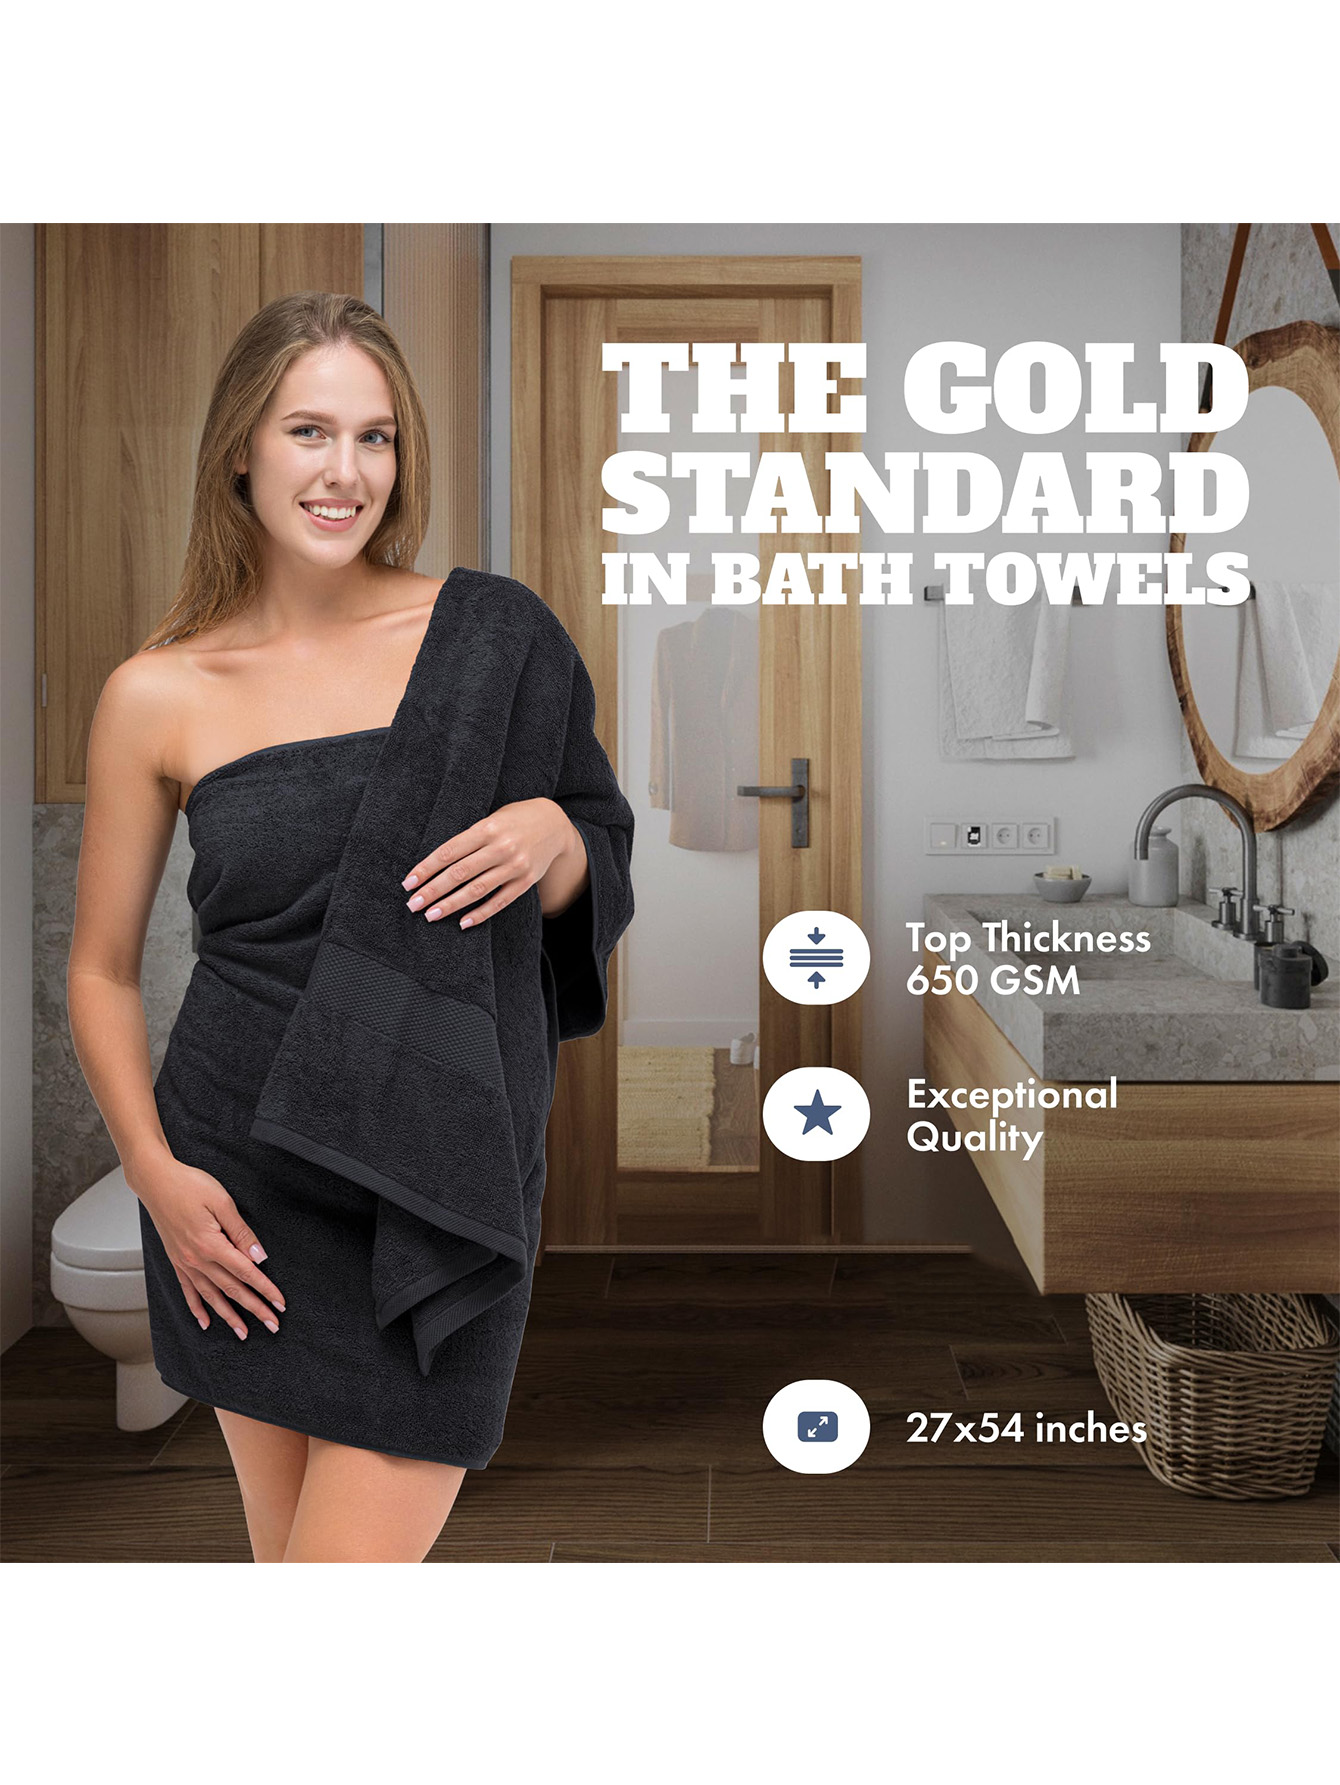 THE GOLD
STANDARD
IN BATH TOWELS
Top Thickness
650 GSM
Exceptional
Quality
27x54 inches